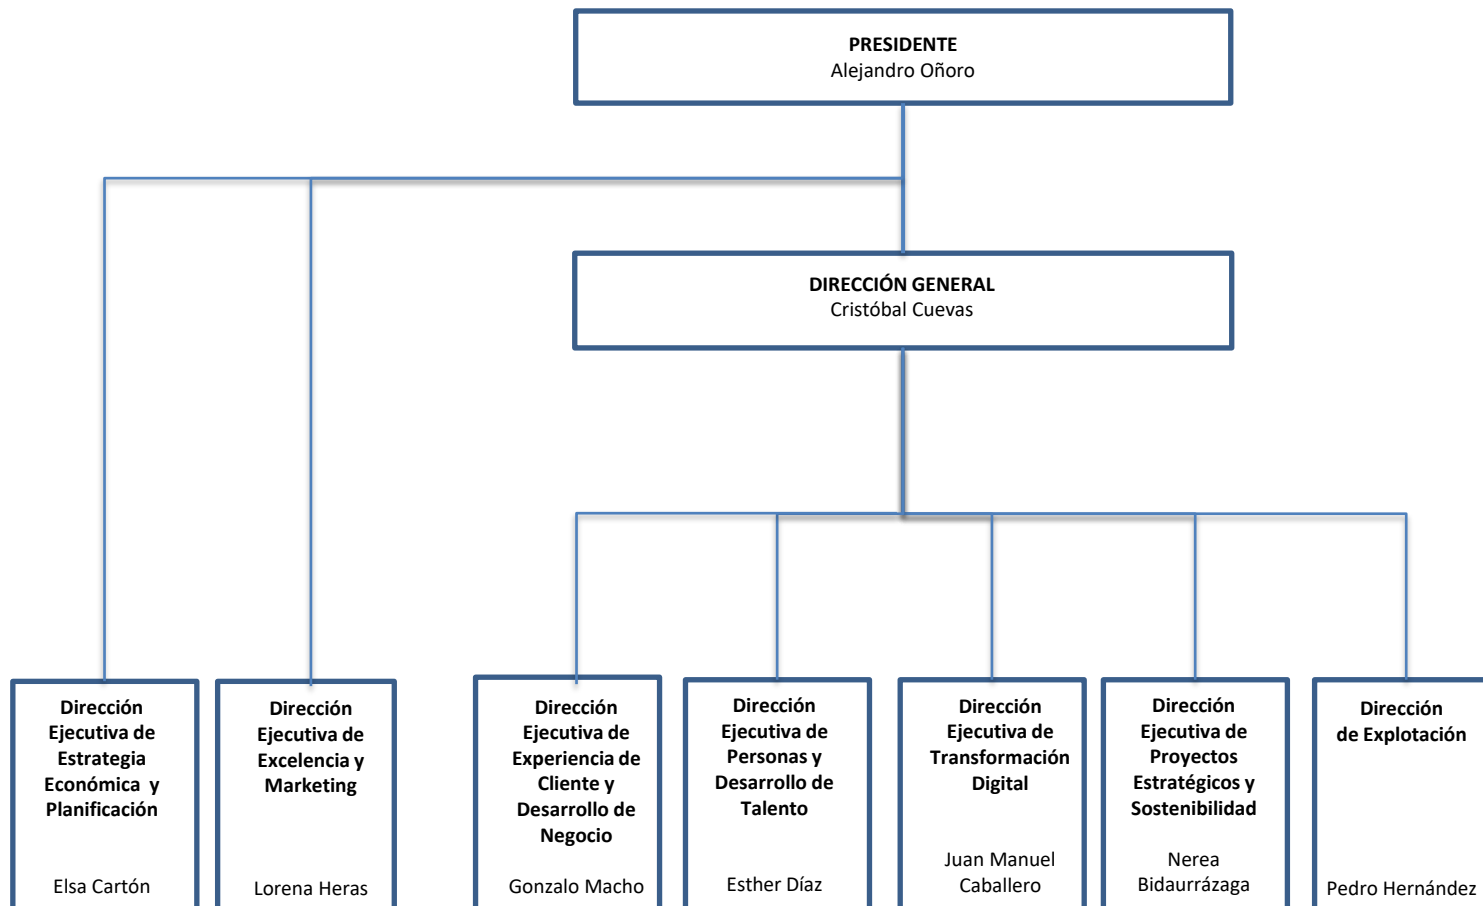 PRESIDENTE
Alejandro Oñoro
DIRECCIÓN GENERAL
Cristóbal Cuevas
Dirección
Ejecutiva de
Estrategia
Económica y
Planificación
Elsa Cartón
Dirección
Ejecutiva de
Excelencia y
Marketing
Lorena Heras
Dirección
Ejecutiva de
Experiencia de
Cliente y
Desarrollo de
Negocio
Gonzalo Macho
Dirección
Ejecutiva de
Personas y
Desarrollo de
Talento
Esther Díaz
Dirección
Ejecutiva de
Transformación
Digital
Juan Manuel
Caballero
Dirección
Ejecutiva de
Proyectos
Estratégicos y
Sostenibilidad
Nerea
Bidaurrázaga
Dirección
de Explotación
Pedro Hernández